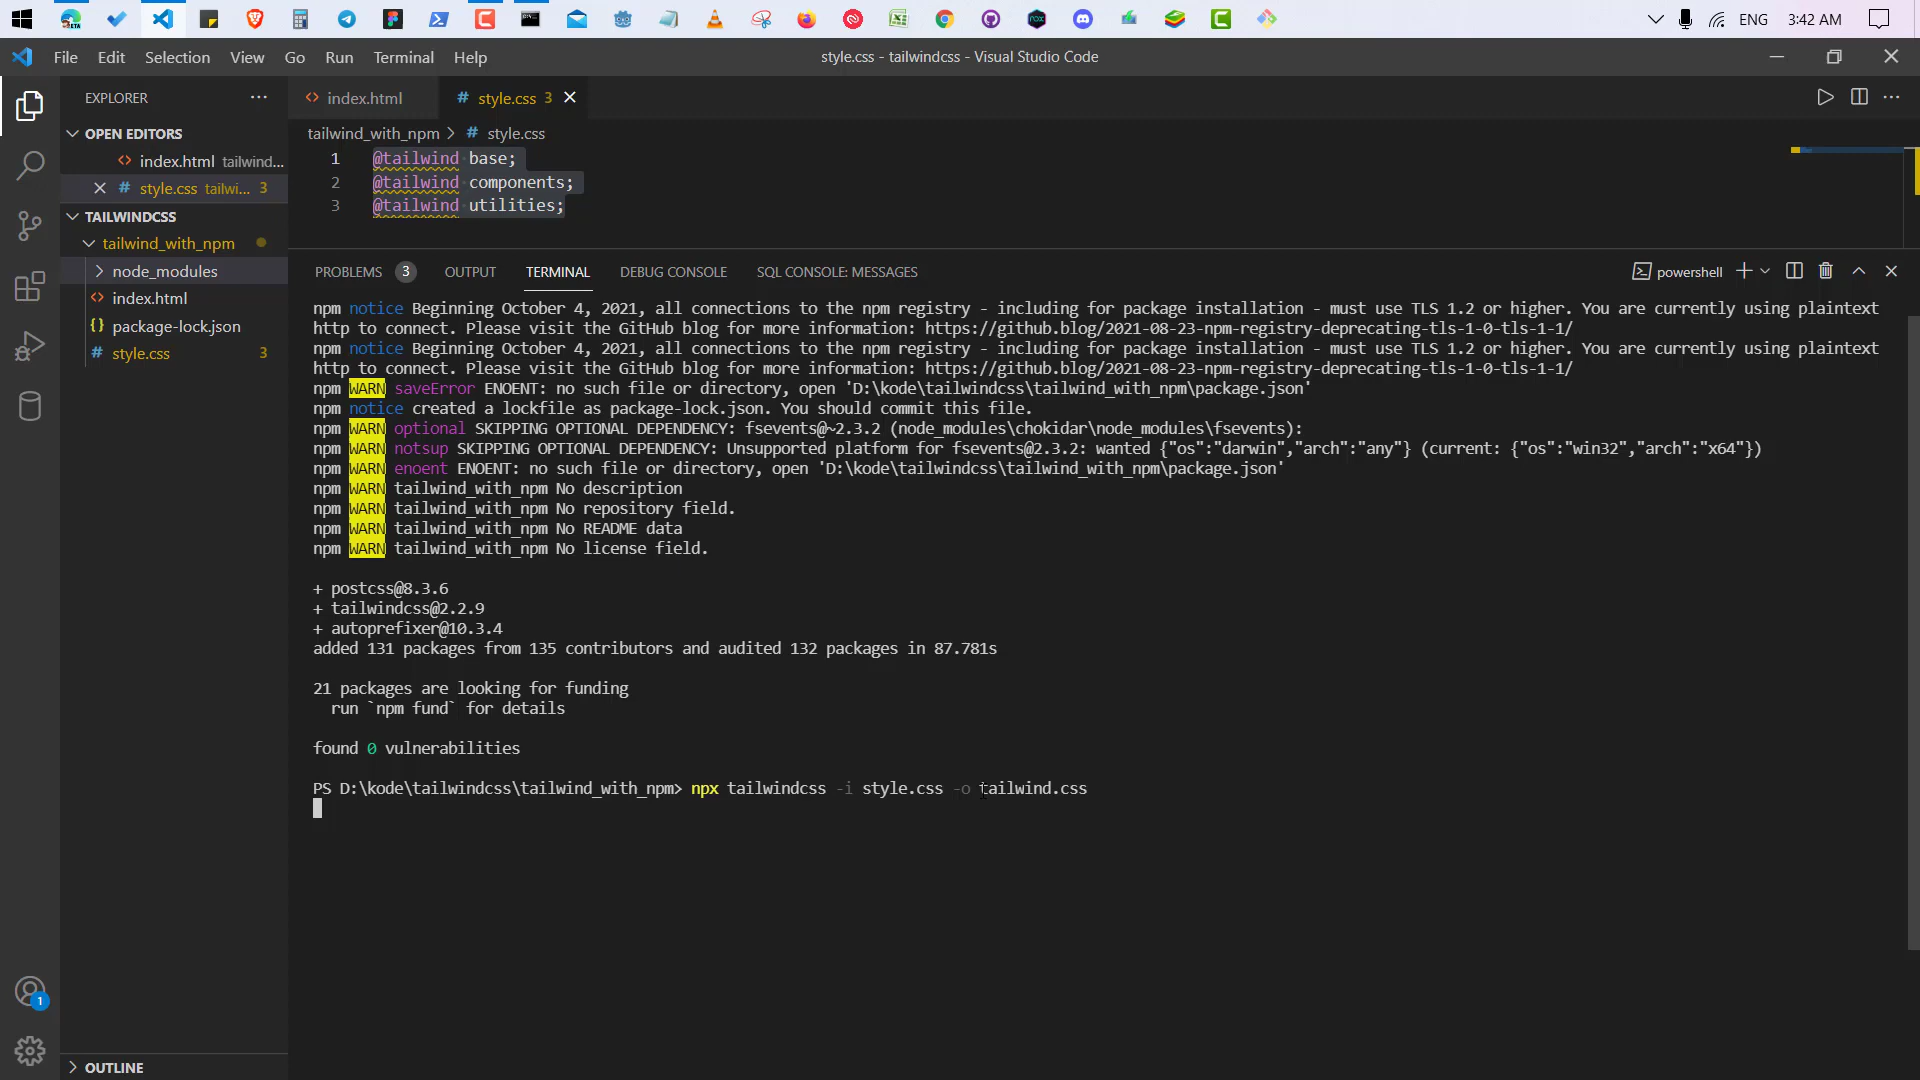 ENG 3:42 AM
File Edit Selection View Go Run Terminal Help
style.css - tailwindcss - Visual Studio Code
EXPLORER
OPEN EDITORS
index.html tailwind...
style.css tailwi... 3
TAILWINDCSS
tailwind_with_npm
node_modules
index.html
package-lock.json
style.css 3
OUTLINE
1
index.html
style.css 3
tailwind_with_npm > style.css
1 @tailwind base;
2 @tailwind components;
3 @tailwind utilities;
PROBLEMS 3 OUTPUT TERMINAL DEBUG CONSOLE SQL CONSOLE: MESSAGES
powershell
npm notice Beginning October 4, 2021, all connections to the npm registry - including for package installation - must use TLS 1.2 or higher. You are currently using plaintext
http to connect. Please visit the GitHub blog for more information: https://github.blog/2021-08-23-npm-registry-deprecating-tls-1-0-tls-1-1/
npm notice Beginning October 4, 2021, all connections to the npm registry - including for package installation - must use TLS 1.2 or higher. You are currently using plaintext
http to connect. Please visit the GitHub blog for more information: https://github.blog/2021-08-23-npm-registry-deprecating-tls-1-0-tls-1-1/
npm WARN saveError ENOENT: no such file or directory, open 'D:\kode\tailwindcss\tailwind_with_npm\package.json'
npm notice created a lockfile as package-lock.json. You should commit this file.
npm WARN optional SKIPPING OPTIONAL DEPENDENCY: fsevents@~2.3.2 (node_modules\chokidar\node_modules\fsevents):
npm WARN notsup SKIPPING OPTIONAL DEPENDENCY: Unsupported platform for fsevents@2.3.2: wanted {"os":"darwin","arch":"any"} (current: {"os":"win32","arch":"x64"})
npm WARN enoent ENOENT: no such file or directory, open 'D:\kode\tailwindcss\tailwind_with_npm\package.json'
npm WARN tailwind_with_npm No description
npm WARN tailwind_with_npm No repository field.
npm WARN tailwind_with_npm No README data
npm WARN tailwind_with_npm No license field.
+ postcss@8.3.6
+ tailwindcss@2.2.9
+ autoprefixer@10.3.4
added 131 packages from 135 contributors and audited 132 packages in 87.781s
21 packages are looking for funding
run `npm fund` for details
found 0 vulnerabilities
PS D:\kode\tailwindcss\tailwind_with_npm> npx tailwindcss -i style.css -o tailwind.css